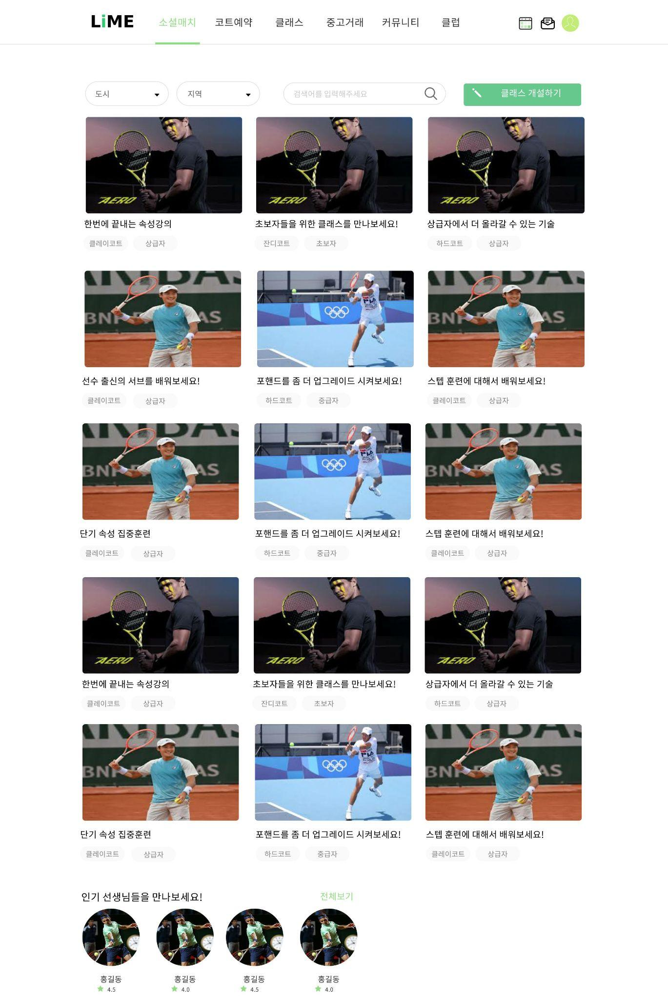 LiME 소셜매치 코트예약 클래스 중고거래 커뮤니티 클럽
도시 지역 검색어를 입력해주세요 클래스 개설하기
AERO AERO AERO
한번에 끝내는 속성강의 초보자들을 위한 클래스를 만나보세요! 상급자에서 더 올라갈 수 있는 기술
클레이코트 상급자 잔디코트 초보자 하드코트 상급자
선수 출신의 서브를 배워보세요! 포핸드를 좀 더 업그레이드 시켜보세요! 스텝 훈련에 대해서 배워보세요!
클레이코트 상급자 하드코트 중급자 클레이코트 상급자
단기 속성 집중훈련 포핸드를 좀 더 업그레이드 시켜보세요! 스텝 훈련에 대해서 배워보세요!
클레이코트 상급자 하드코트 중급자 클레이코트 상급자
AERO AERO AERO
한번에 끝내는 속성강의 초보자들을 위한 클래스를 만나보세요! 상급자에서 더 올라갈 수 있는 기술
클레이코트 상급자 잔디코트 초보자 하드코트 상급자
단기 속성 집중훈련 포핸드를 좀 더 업그레이드 시켜보세요! 스텝 훈련에 대해서 배워보세요!
클레이코트 상급자 하드코트 중급자 클레이코트 상급자
인기 선생님들을 만나보세요! 전체보기
홍길동 홍길동 홍길동 홍길동
4.5 4.0 4.5 4.0